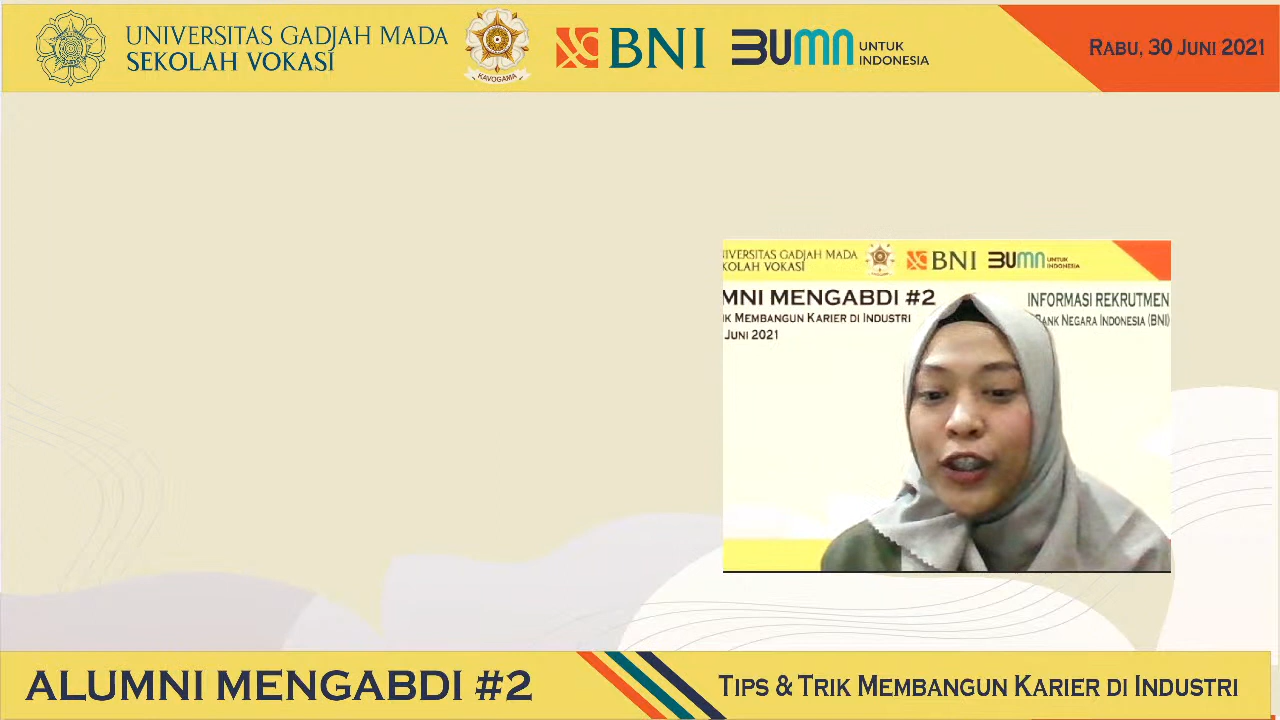 UNIVERSITAS GADJAH MADA
SEKOLAH VOKASI
KAVOGAMA
BNI
BUMN
UNTUK
INDONESIA
RABU, 30 JUNI 2021
IVERSITAS GADJAH MADA
KOLAH VOKASI
BNI
BUMN
UNTUK
INDONESIA
MNI MENGABDI #2
IK MEMBANGUN KARIER DI INDUSTRI
JUNI 2021
INFORMASI REKRUTMEN
BANK NEGARA INDONESIA (BNI)
ALUMNI MENGABDI #2
TIPS & TRIK MEMBANGUN KARIER DI INDUSTRI